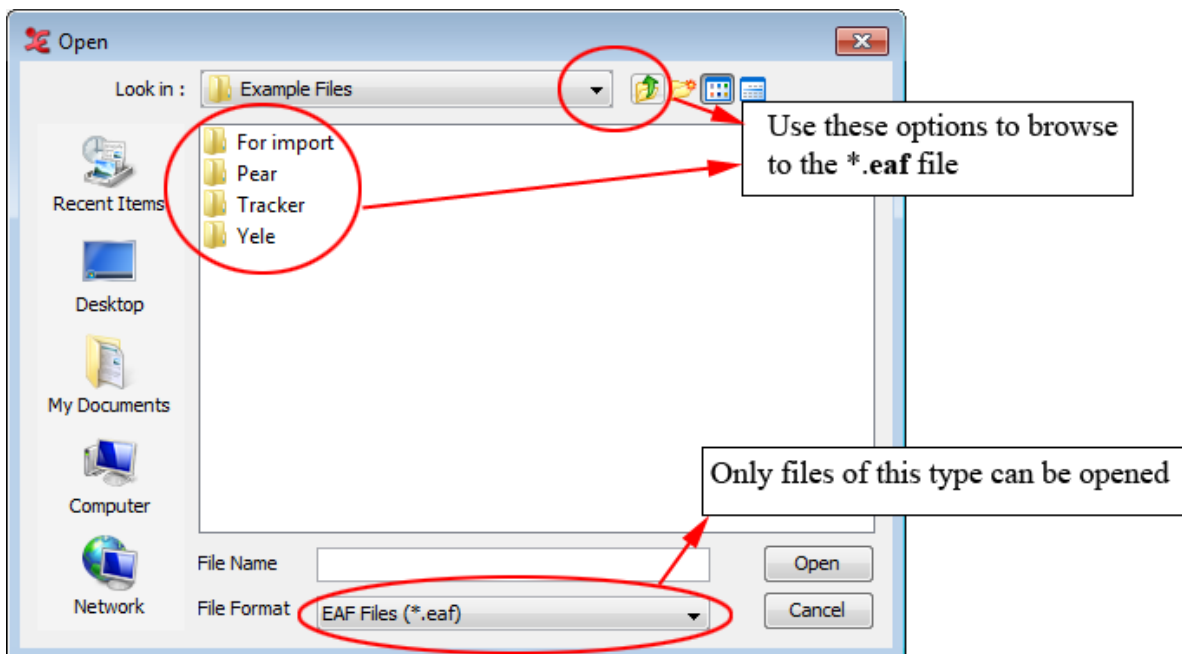 Open
Look in :
Example Files
For import
Pear
Tracker
Yele
Use these options to browse
to the *.eaf file
Recent Items
Desktop
My Documents
Computer
Network
Only files of this type can be opened
File Name
Open
File Format
EAF Files (*.eaf)
Cancel